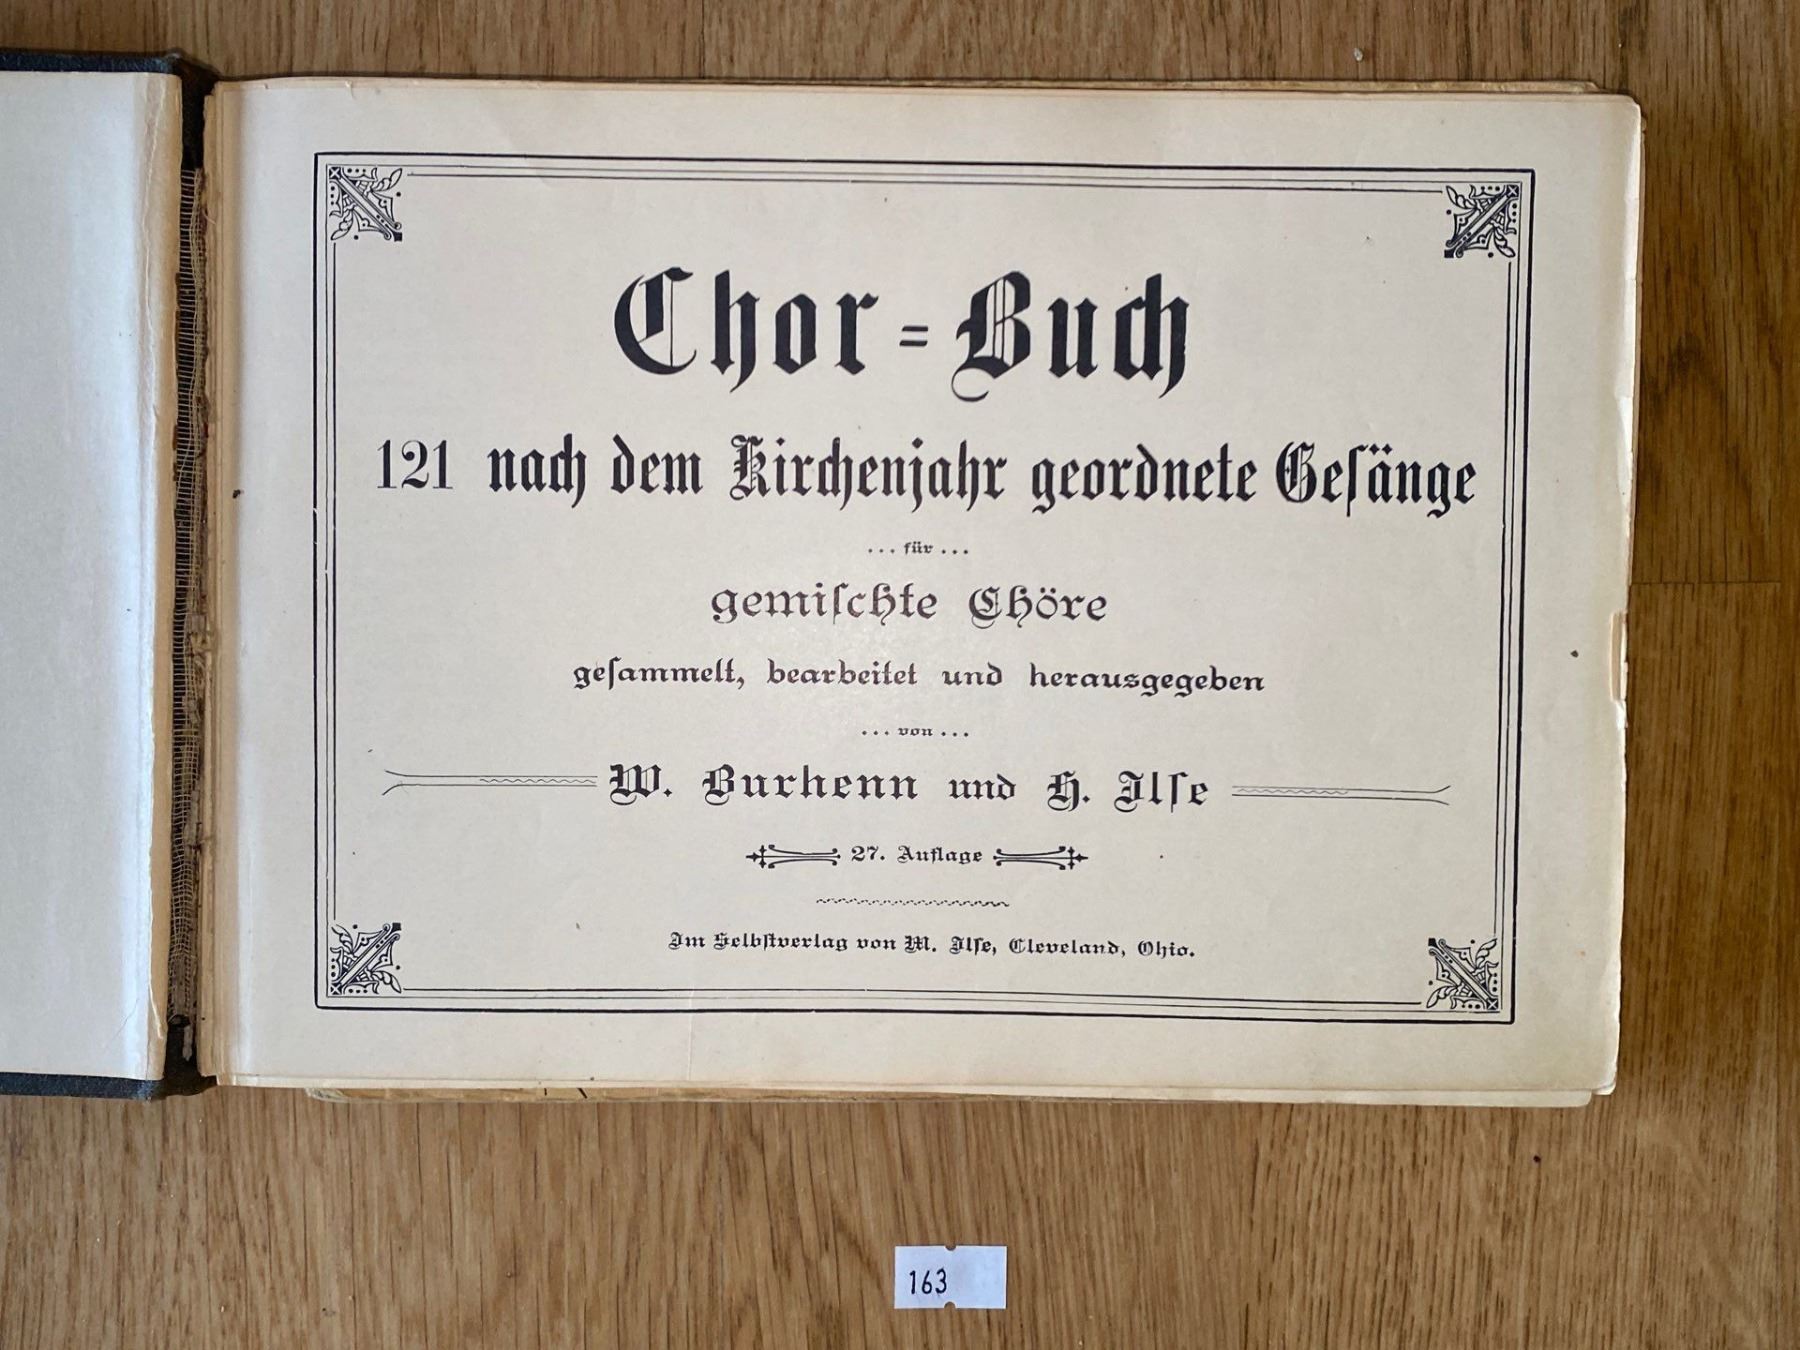 Chor=Buch
121 nach dem Kirchenjahr geordnete Geſänge
... für ...
gemiſchte Chöre
geſammelt, bearbeitet und herausgegeben
... von ...
W. Burhenn und H. Ilſe
27. Auflage
Im Selbſtverlag von M. Ilſe, Cleveland, Ohio.
163